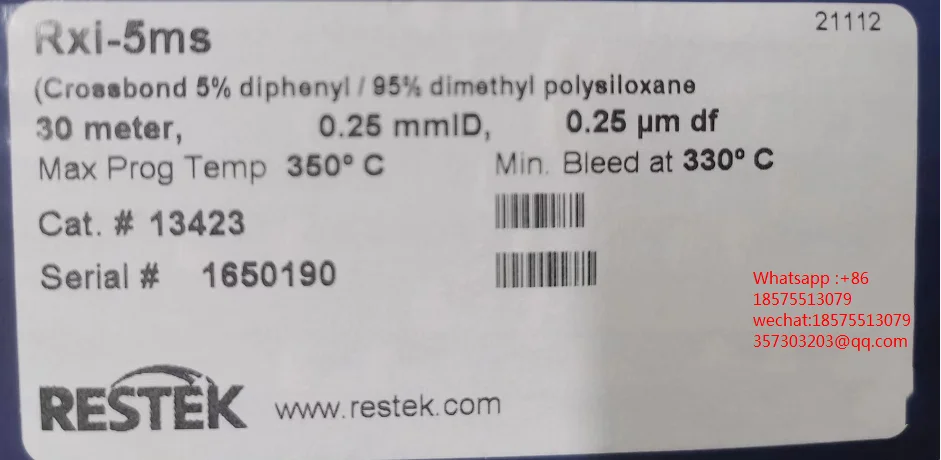 21112
Rxi-5ms
(Crossbond 5% diphenyl / 95% dimethyl polysiloxane
30 meter, 0.25 mmID, 0.25 µm df
Max Prog Temp 350º C Min. Bleed at 330º C
Cat. # 13423
Serial # 1650190
Whatsapp :+86
18575513079
wechat:18575513079
357303203@qq.com
RESTEK www.restek.com